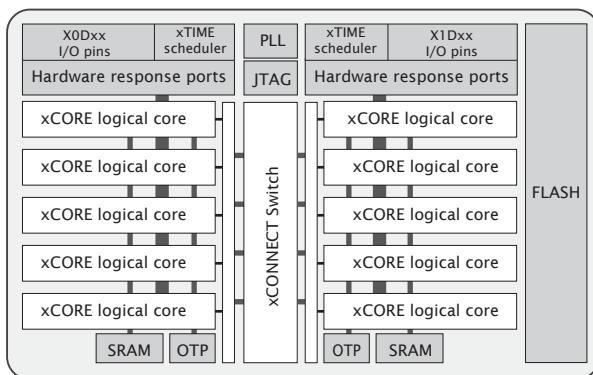 X0Dxx
I/O pins
xTIME
scheduler
PLL
xTIME
scheduler
X1Dxx
I/O pins
Hardware response ports
JTAG
Hardware response ports
xCORE logical core
xCORE logical core
xCORE logical core
xCORE logical core
xCORE logical core
xCORE logical core
xCORE logical core
xCORE logical core
xCORE logical core
xCORE logical core
xCONNECT Switch
FLASH
SRAM
OTP
OTP
SRAM